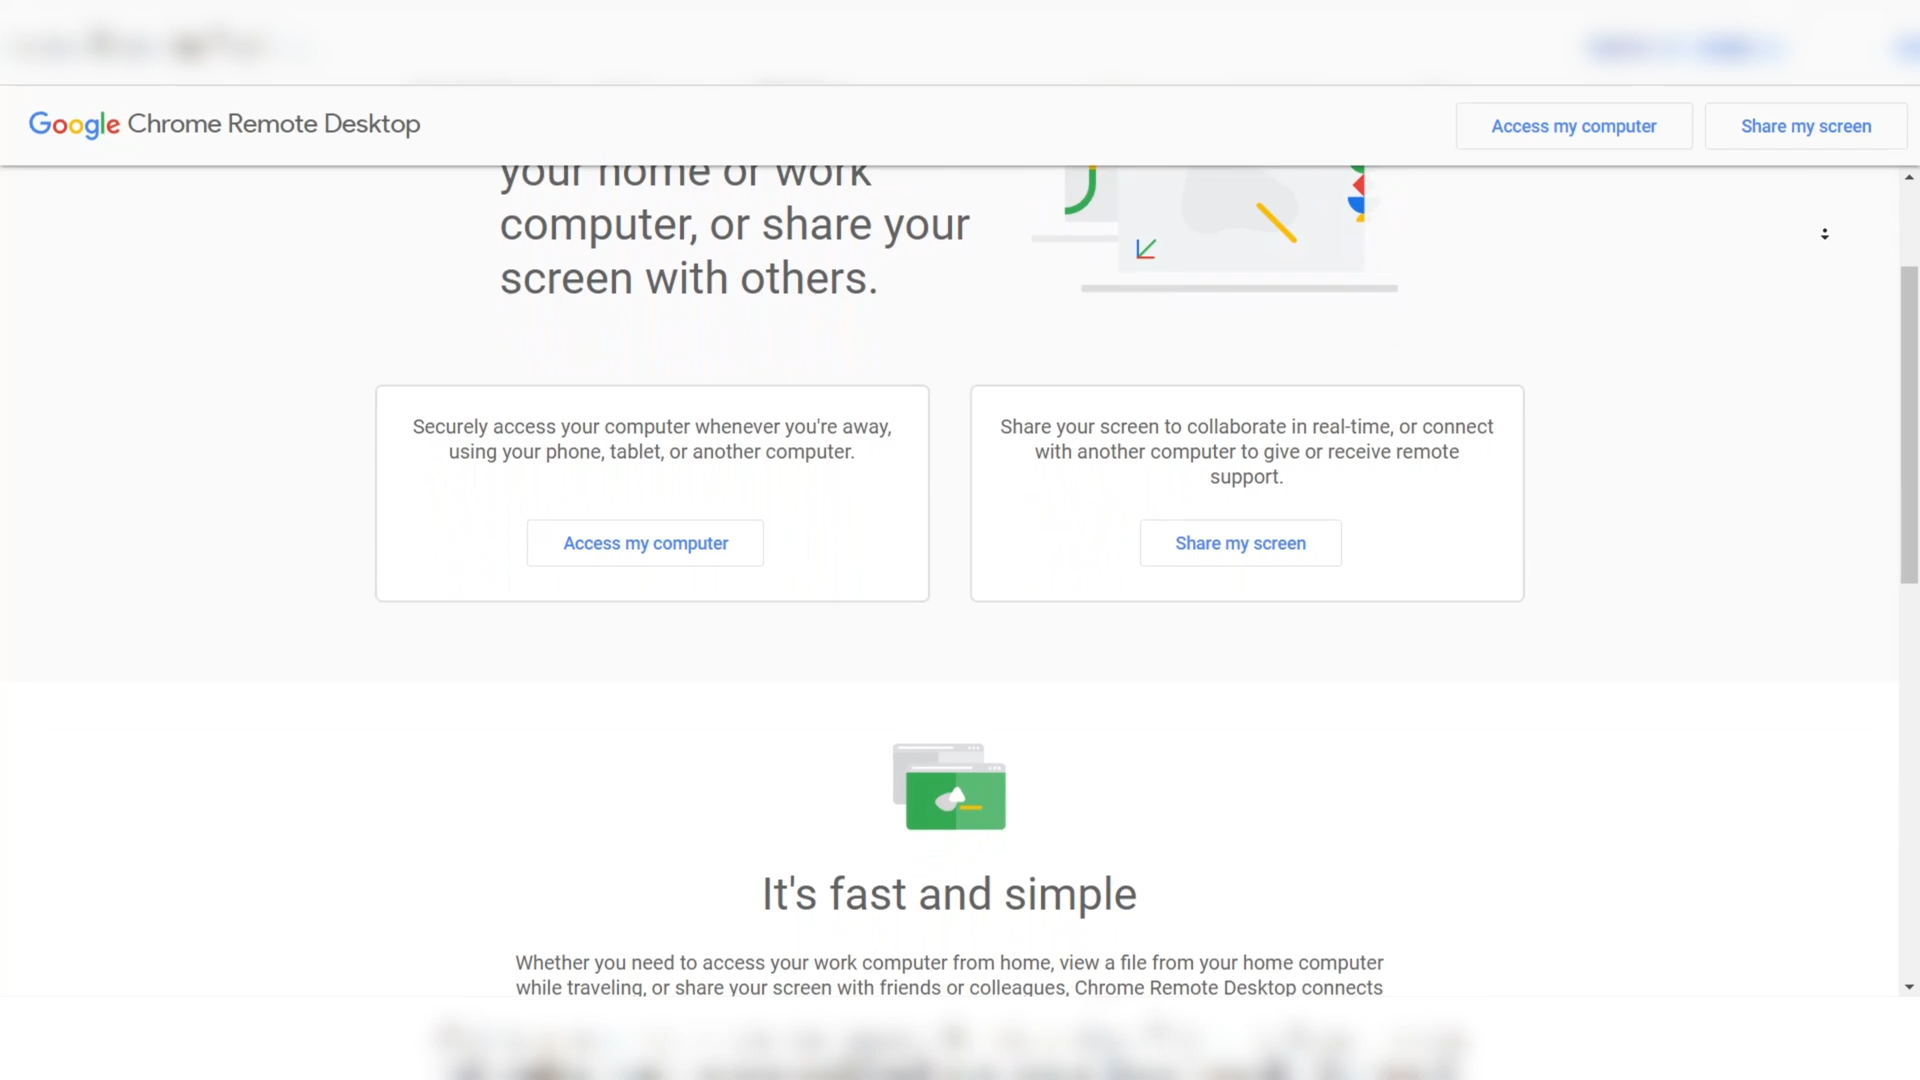 Google Chrome Remote Desktop
Access my computer
Share my screen
your home or work
computer, or share your
screen with others.
Securely access your computer whenever you're away,
using your phone, tablet, or another computer.
Access my computer
Share your screen to collaborate in real-time, or connect
with another computer to give or receive remote
support.
Share my screen
It's fast and simple
Whether you need to access your work computer from home, view a file from your home computer
while traveling, or share your screen with friends or colleagues, Chrome Remote Desktop connects